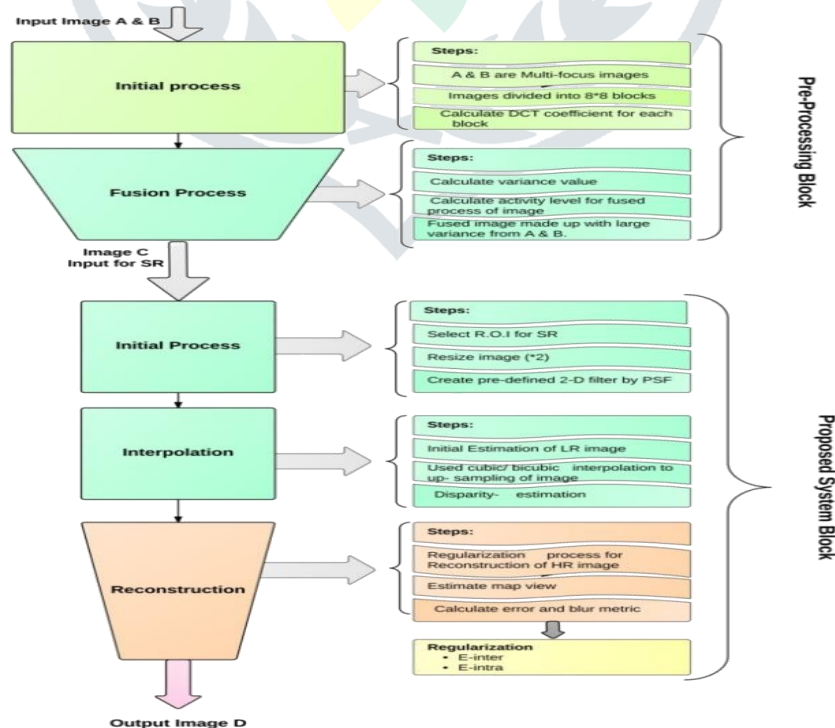 Input Image A & B
Initial process
Steps:
A & B are Multi-focus images
Images divided into 8*8 blocks
Calculate DCT coefficient for each
block
Fusion Process
Steps:
Calculate variance value
Calculate activity level for fused
process of image
Fused image made up with large
variance from A & B.
Pre-Processing Block
Image C
Input for SR
Initial Process
Steps:
Select R.O.I for SR
Resize image (*2)
Create pre-defined 2-D filter by PSF
Interpolation
Steps:
Initial Estimation of LR image
Used cubic/ bicubic interpolation to
up- sampling of image
Disparity- estimation
Reconstruction
Steps:
Regularization process for
Reconstruction of HR image
Estimate map view
Calculate error and blur metric
Regularization
• E-inter
• E-intra
Proposed System Block
Output Image D